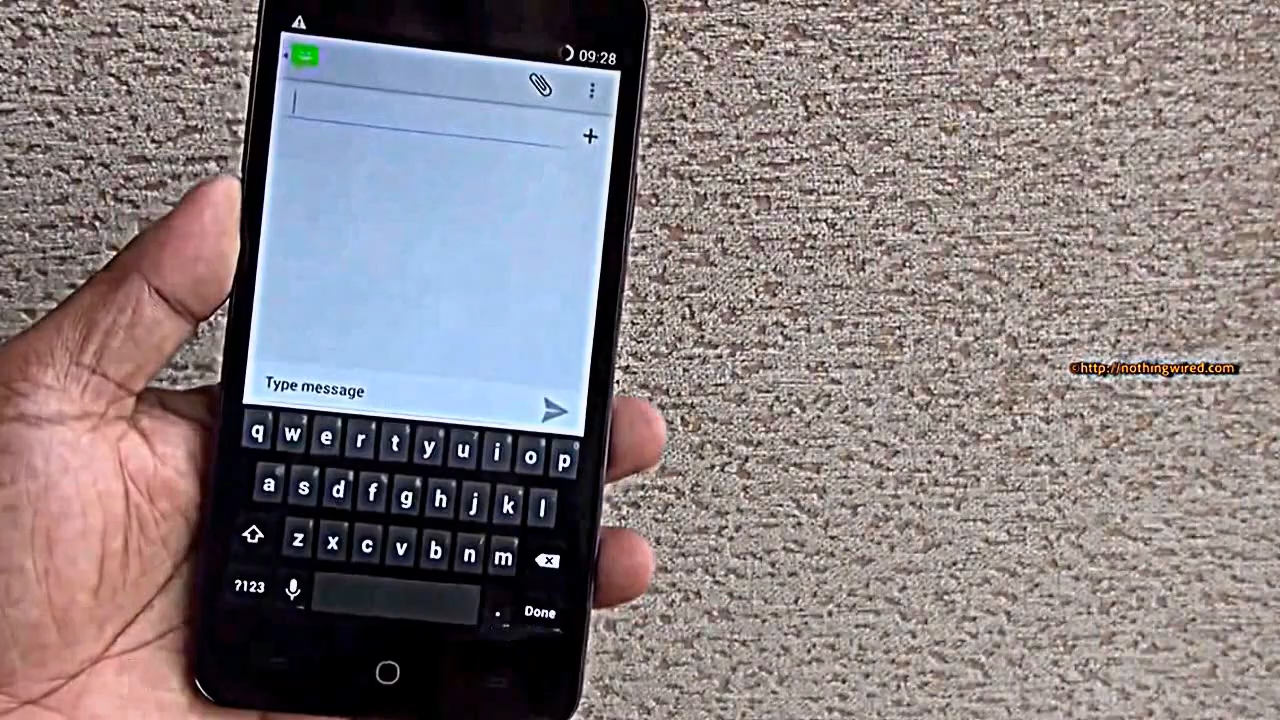 09:28
Type message
q w e r t y u i o p
a s d f g h j k l
z x c v b n m
?123 . Done
©http://nothingwired.com